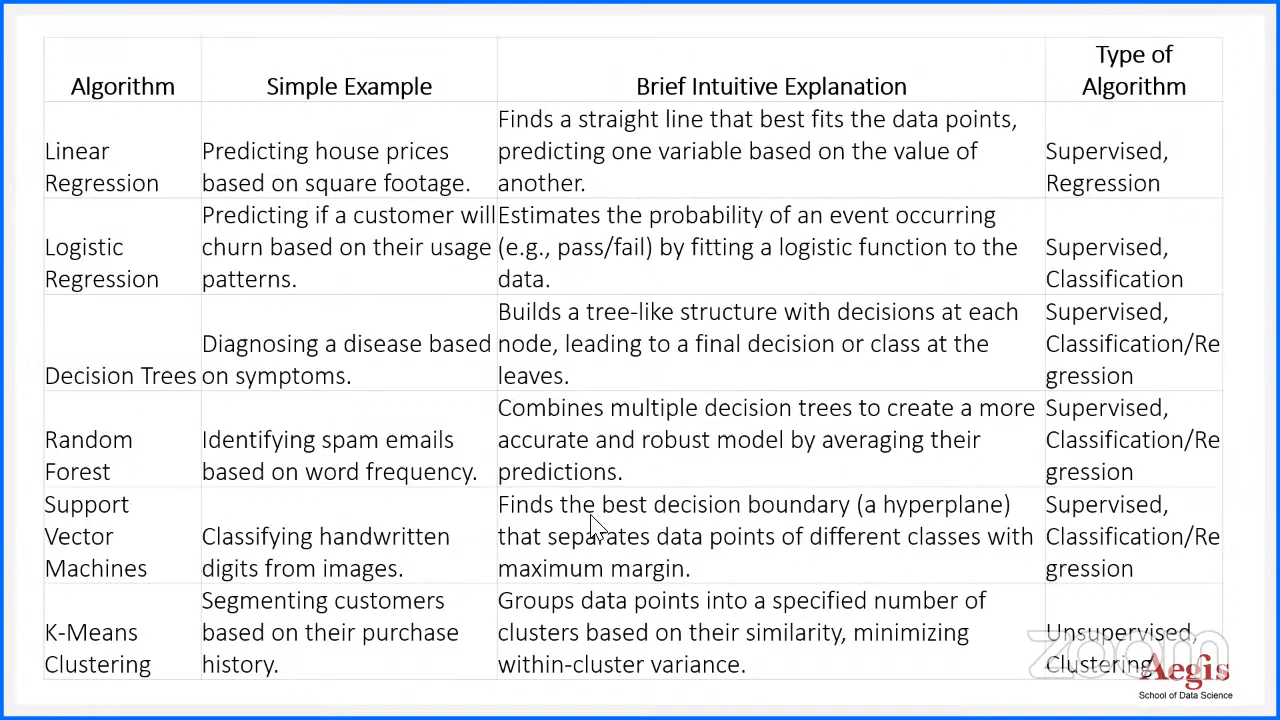 Algorithm
Simple Example
Brief Intuitive Explanation
Type of
Algorithm
Linear
Regression
Predicting house prices
based on square footage.
Finds a straight line that best fits the data points,
predicting one variable based on the value of
another.
Supervised,
Regression
Logistic
Regression
Predicting if a customer will
churn based on their usage
patterns.
Estimates the probability of an event occurring
(e.g., pass/fail) by fitting a logistic function to the
data.
Supervised,
Classification
Decision Trees
Diagnosing a disease based
on symptoms.
Builds a tree-like structure with decisions at each
node, leading to a final decision or class at the
leaves.
Supervised,
Classification/Re
gression
Random
Forest
Identifying spam emails
based on word frequency.
Combines multiple decision trees to create a more
accurate and robust model by averaging their
predictions.
Supervised,
Classification/Re
gression
Support
Vector
Machines
Classifying handwritten
digits from images.
Finds the best decision boundary (a hyperplane)
that separates data points of different classes with
maximum margin.
Supervised,
Classification/Re
gression
K-Means
Clustering
Segmenting customers
based on their purchase
history.
Groups data points into a specified number of
clusters based on their similarity, minimizing
within-cluster variance.
Unsupervised,
Clustering
zoom
Aegis
School of Data Science